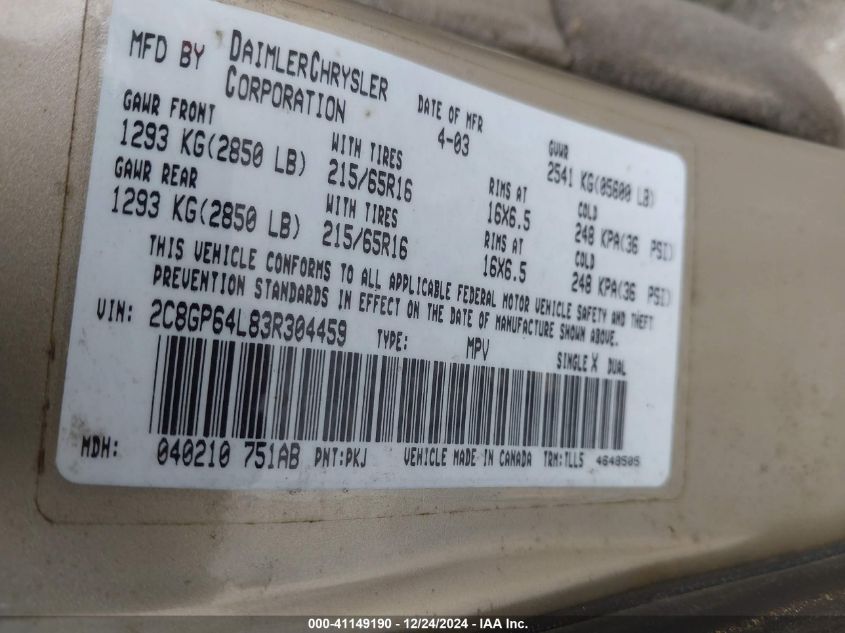 MFD BY DAIMLERCHRYSLER CORPORATION
DATE OF MFR 4-03
GVWR 2541 KG(05600 LB)
GAWR FRONT 1293 KG(2850 LB)
WITH TIRES 215/65R16
RIMS AT 16X6.5
COLD 248 KPA(36 PSI)
GAWR REAR 1293 KG(2850 LB)
WITH TIRES 215/65R16
RIMS AT 16X6.5
COLD 248 KPA(36 PSI)
THIS VEHICLE CONFORMS TO ALL APPLICABLE FEDERAL MOTOR VEHICLE SAFETY AND THEFT
PREVENTION STANDARDS IN EFFECT ON THE DATE OF MANUFACTURE SHOWN ABOVE.
VIN: 2C8GP64L83R304459 TYPE: MPV
SINGLE X DUAL
MDH: 040210 751AB PNT:PKJ VEHICLE MADE IN CANADA TRM:TLL5 4648505
000-41149190 - 12/24/2024 - IAA Inc.